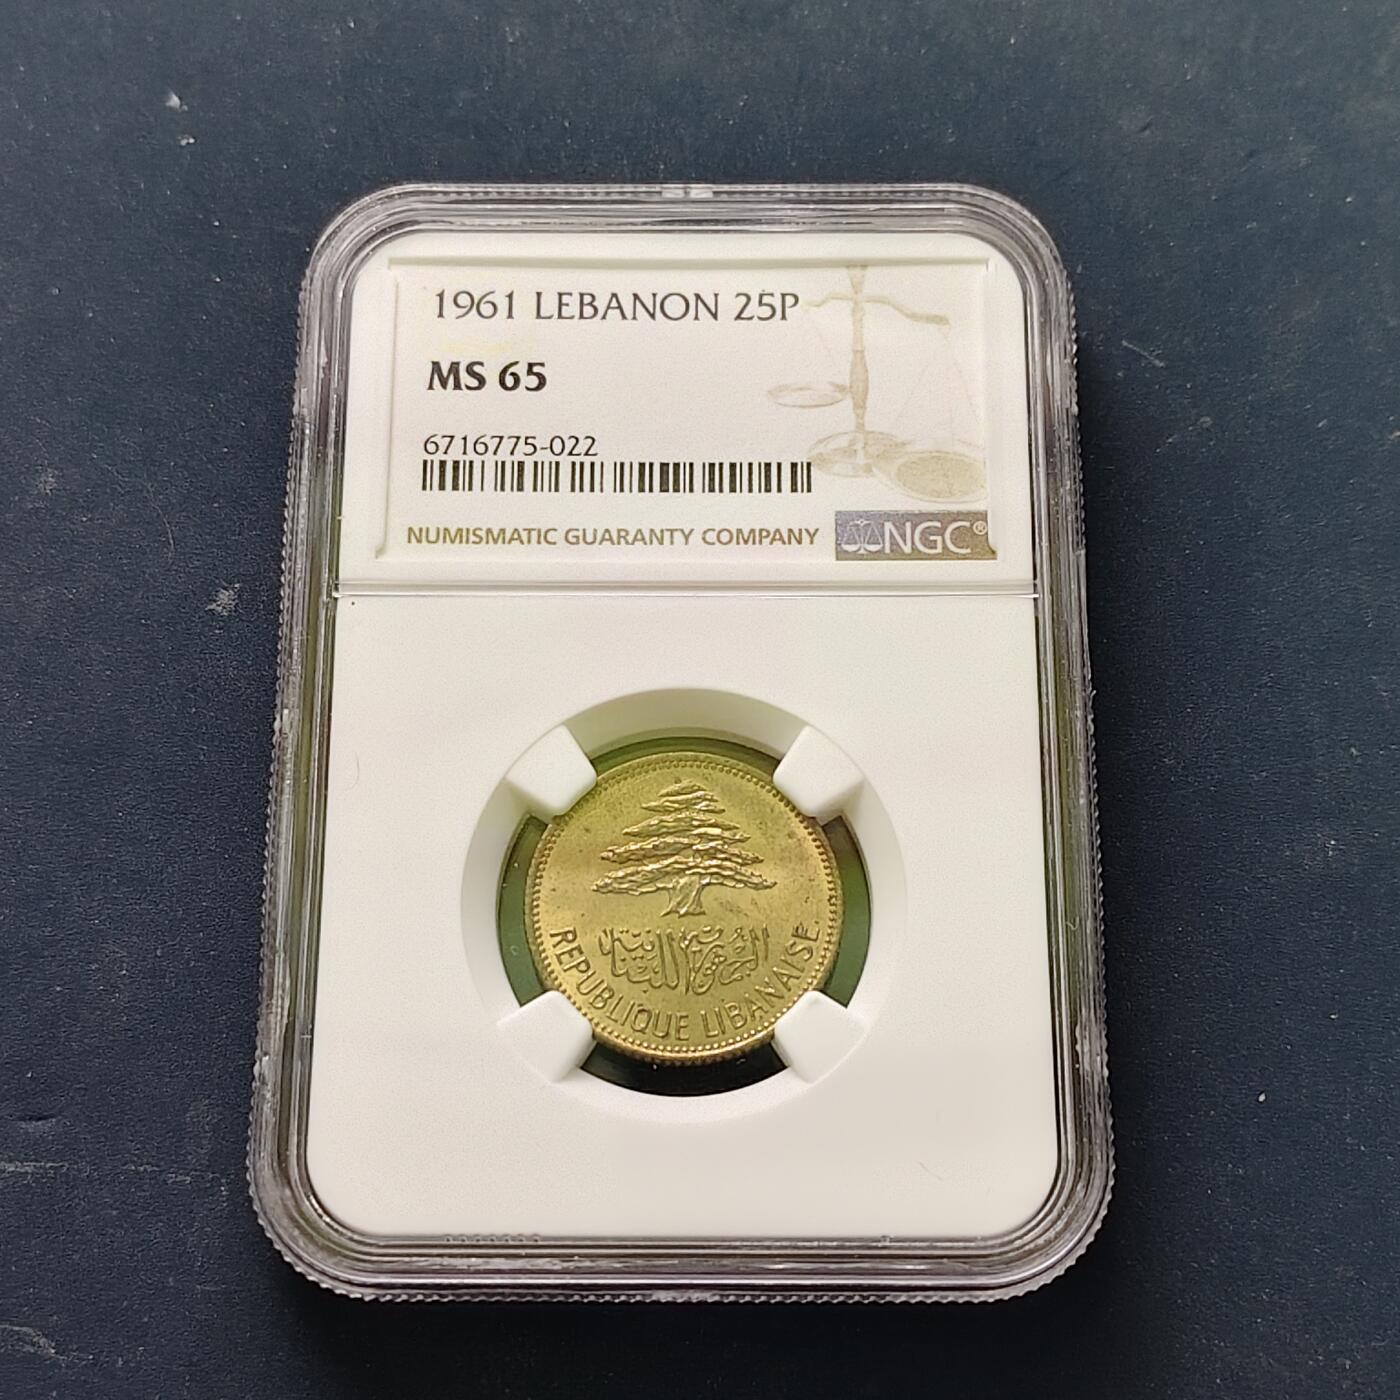 1961 LEBANON 25P
MS 65
6716775-022
NUMISMATIC GUARANTY COMPANY NGC®
الجمهورية اللبنانية
REPUBLIQUE LIBANAISE